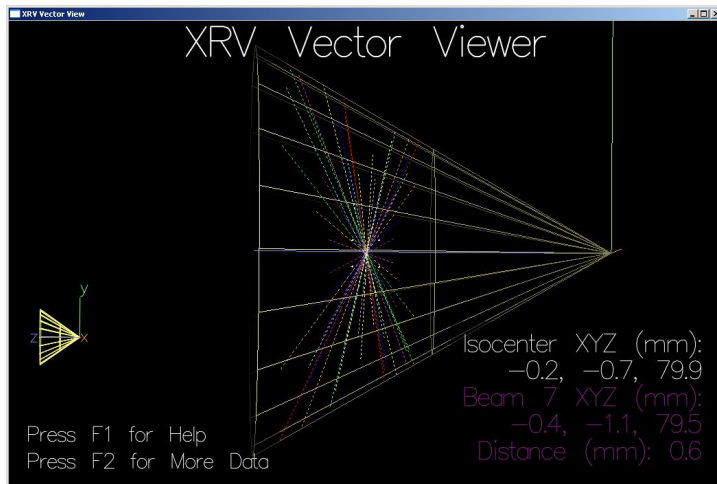 XRV Vector View
XRV Vector Viewer
y
z x
Isocenter XYZ (mm):
-0.2, -0.7, 79.9
Beam 7 XYZ (mm):
-0.4, -1.1, 79.5
Distance (mm): 0.6
Press F1 for Help
Press F2 for More Data